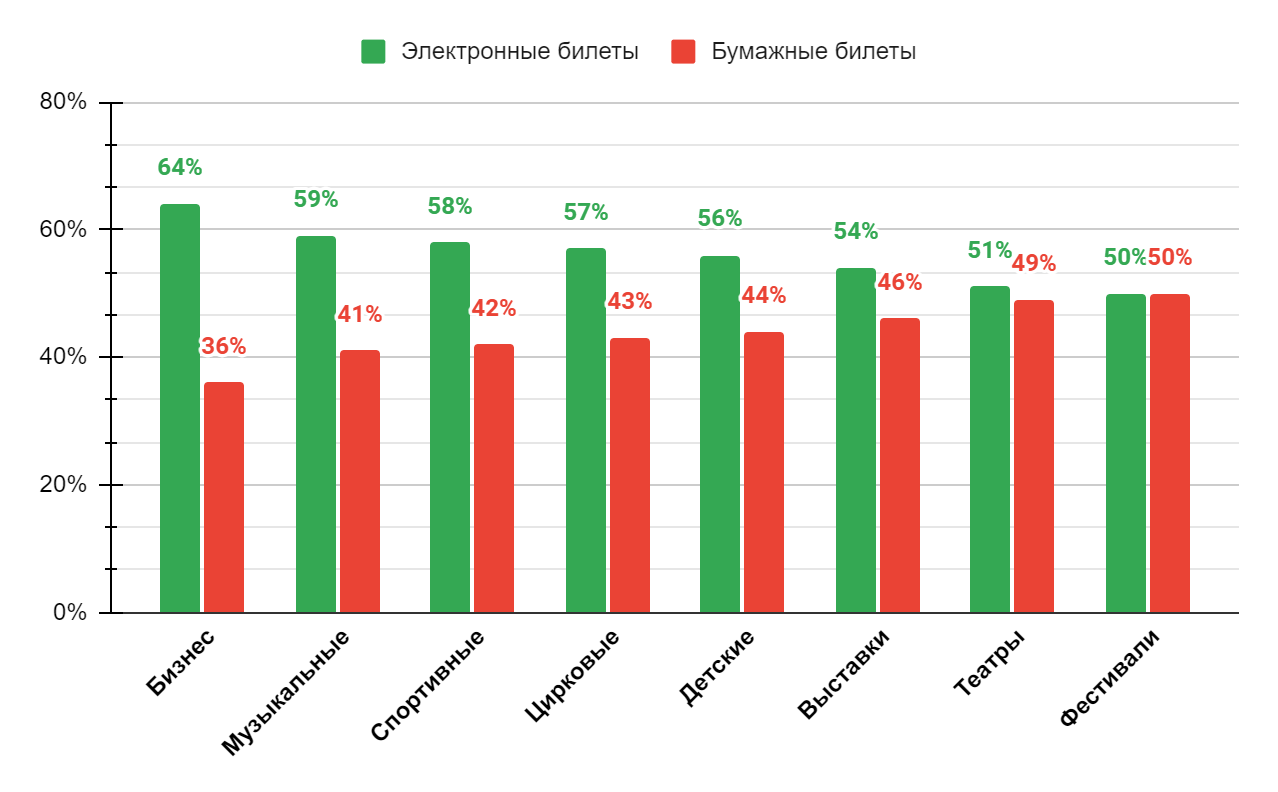 Электронные билеты Бумажные билеты
80%
60%
40%
20%
0%
64% 36%
59% 41%
58% 42%
57% 43%
56% 44%
54% 46%
51% 49%
50% 50%
Бизнес
Музыкальные
Спортивные
Цирковые
Детские
Выставки
Театры
Фестивали